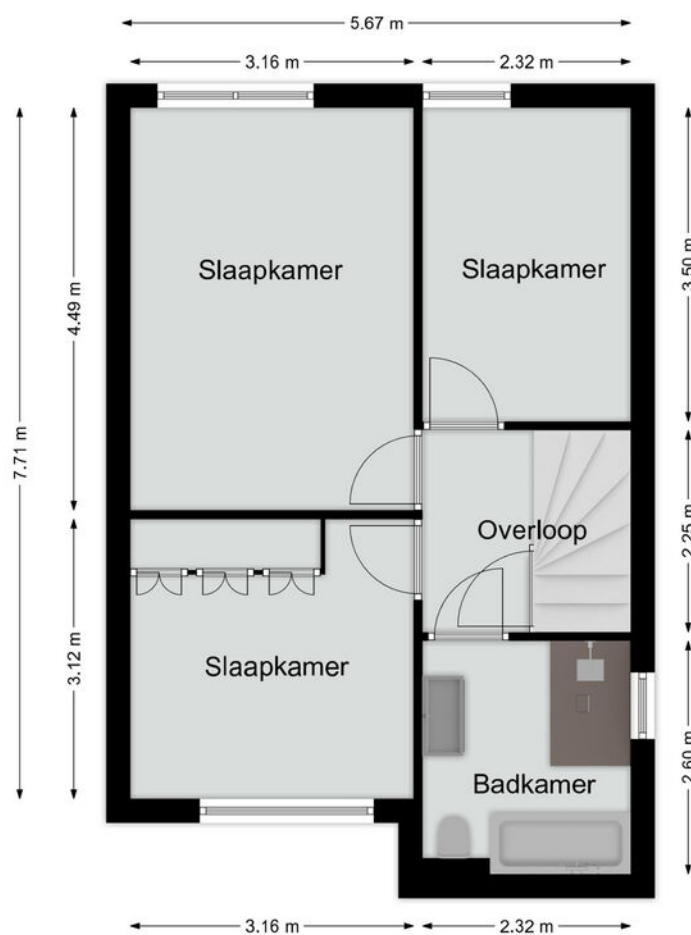 5.67 m
3.16 m
2.32 m
4.49 m
3.50 m
7.71 m
Slaapkamer
Slaapkamer
Overloop
2.25 m
Slaapkamer
3.12 m
Badkamer
2.60 m
3.16 m
2.32 m